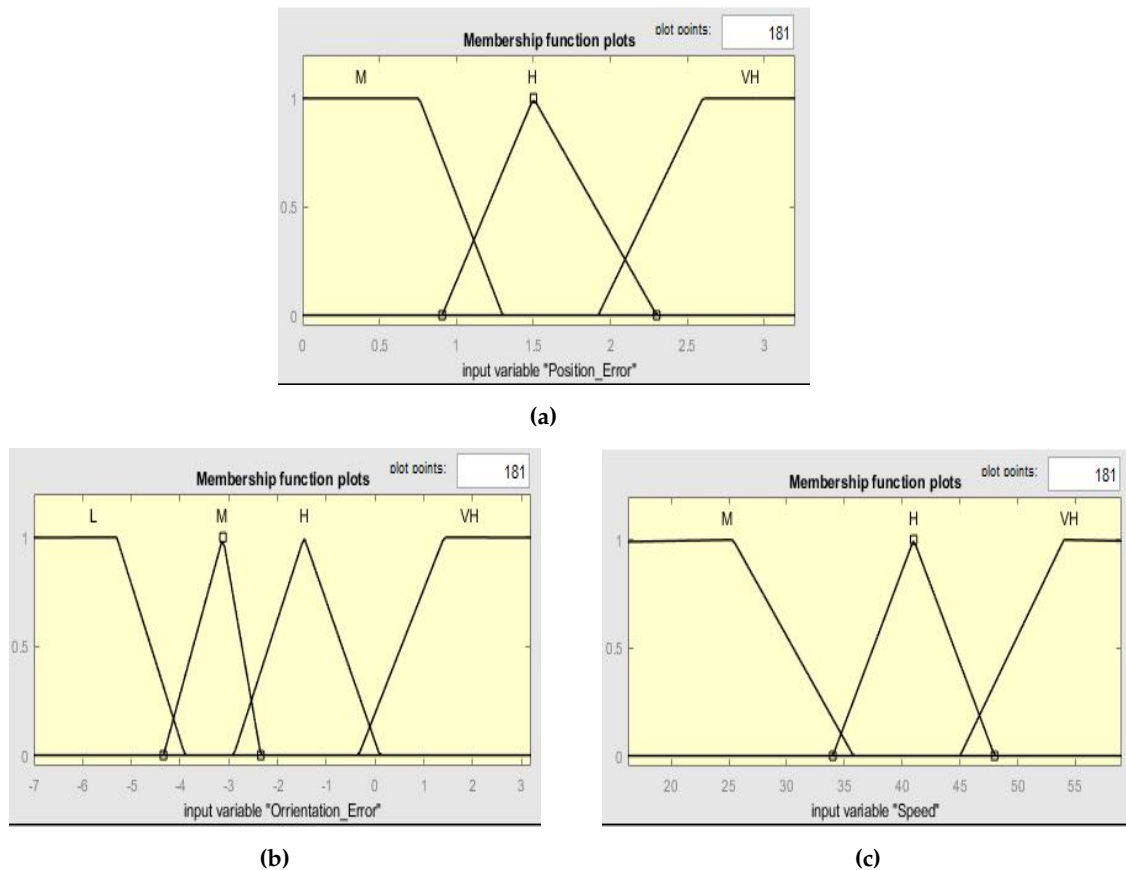 Membership function plots plot points: 181
M H VH
1
0.5
0
0 0.5 1 1.5 2 2.5 3
input variable "Position_Error"
(a)
Membership function plots plot points: 181
L M H VH
1
0.5
0
-7 -6 -5 -4 -3 -2 -1 0 1 2 3
input variable "Orrientation_Error"
(b)
Membership function plots plot points: 181
M H VH
1
0.5
0
20 25 30 35 40 45 50 55
input variable "Speed"
(c)